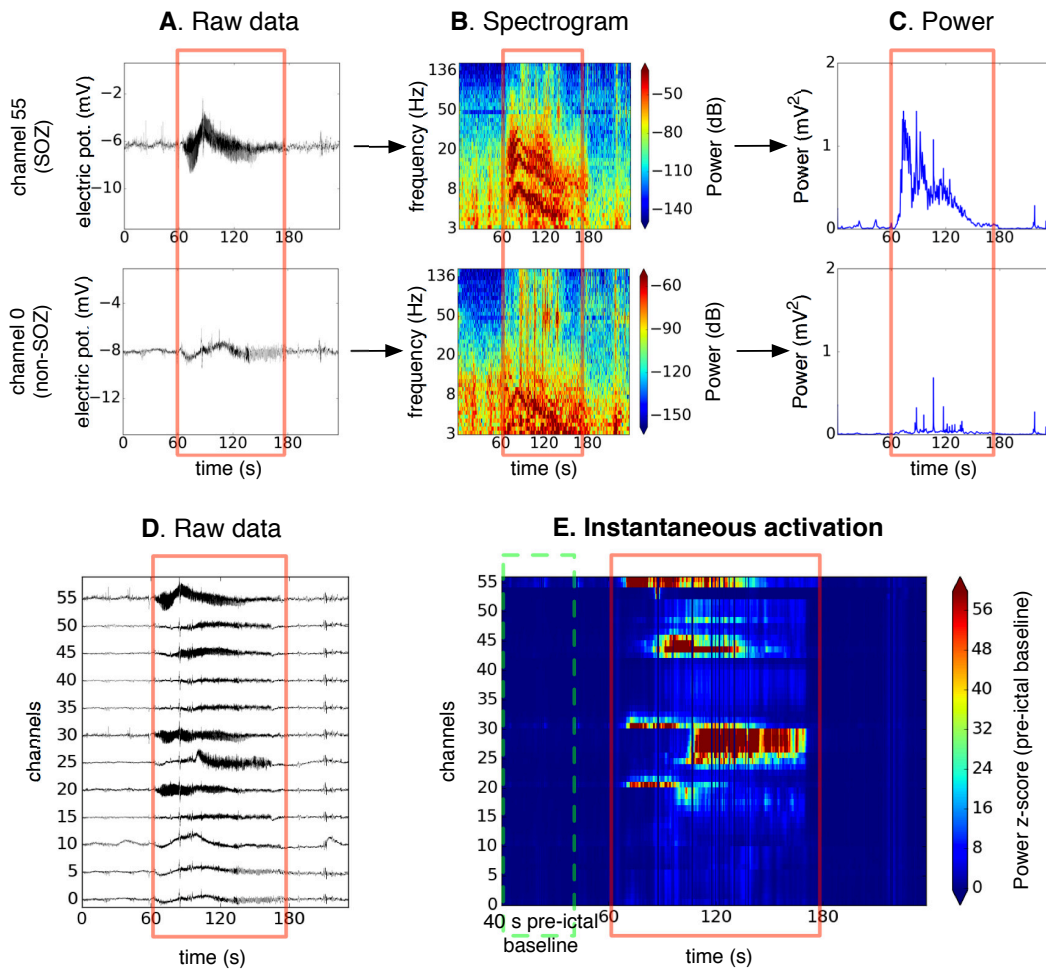 A. Raw data
B. Spectrogram
C. Power
channel 55
(SOZ)
electric pot. (mV)
−2
−6
−10
0 60 120 180
frequency (Hz)
136
50
20
8
3
60 120 180
Power (dB)
−50
−80
−110
−140
Power (mV²)
2
1
0
60 120 180
channel 0
(non-SOZ)
electric pot. (mV)
−4
−8
−12
0 60 120 180
time (s)
frequency (Hz)
136
50
20
8
3
60 120 180
time (s)
Power (dB)
−60
−90
−120
−150
Power (mV²)
2
1
0
60 120 180
time (s)
D. Raw data
channels
55
50
45
40
35
30
25
20
15
10
5
0
0 60 120 180
time (s)
E. Instantaneous activation
channels
55
50
45
40
35
30
25
20
15
10
5
0
40 s pre-ictal
baseline
60 120 180
time (s)
Power z-score (pre-ictal baseline)
56
48
40
32
24
16
8
0